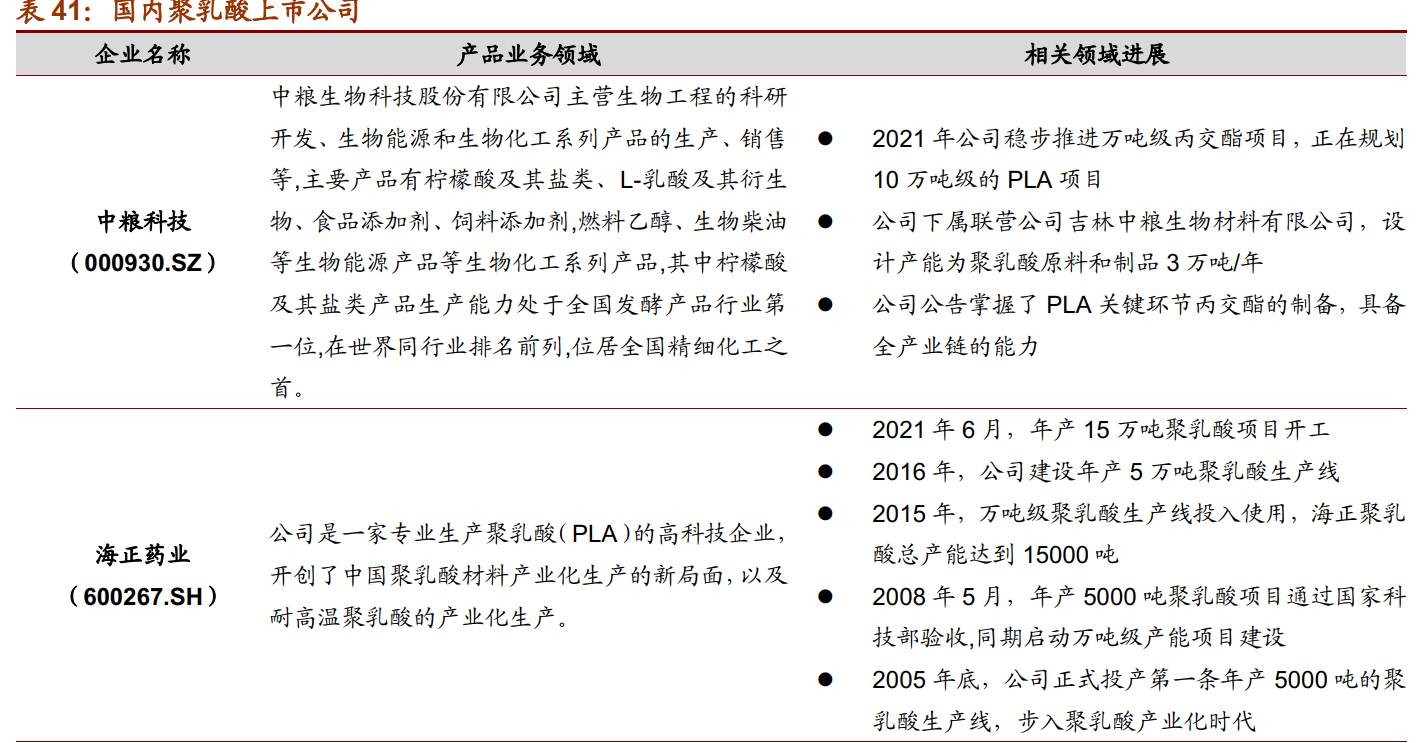 表 41：国内聚乳酸上市公司
企业名称
产品业务领域
相关领域进展
中粮科技
（000930.SZ）
中粮生物科技股份有限公司主营生物工程的科研
开发、生物能源和生物化工系列产品的生产、销售
等,主要产品有柠檬酸及其盐类、L-乳酸及其衍生
物、食品添加剂、饲料添加剂,燃料乙醇、生物柴油
等生物能源产品等生物化工系列产品,其中柠檬酸
及其盐类产品生产能力处于全国发酵产品行业第
一位,在世界同行业排名前列,位居全国精细化工之
首。
● 2021 年公司稳步推进万吨级丙交酯项目，正在规划
10 万吨级的 PLA 项目
● 公司下属联营公司吉林中粮生物材料有限公司，设
计产能为聚乳酸原料和制品 3 万吨/年
● 公司公告掌握了 PLA 关键环节丙交酯的制备，具备
全产业链的能力
海正药业
（600267.SH）
公司是一家专业生产聚乳酸（PLA）的高科技企业，
开创了中国聚乳酸材料产业化生产的新局面，以及
耐高温聚乳酸的产业化生产。
● 2021 年 6 月，年产 15 万吨聚乳酸项目开工
● 2016 年，公司建设年产 5 万吨聚乳酸生产线
● 2015 年，万吨级聚乳酸生产线投入使用，海正聚乳
酸总产能达到 15000 吨
● 2008 年 5 月，年产 5000 吨聚乳酸项目通过国家科
技部验收,同期启动万吨级产能项目建设
● 2005 年底，公司正式投产第一条年产 5000 吨的聚
乳酸生产线，步入聚乳酸产业化时代